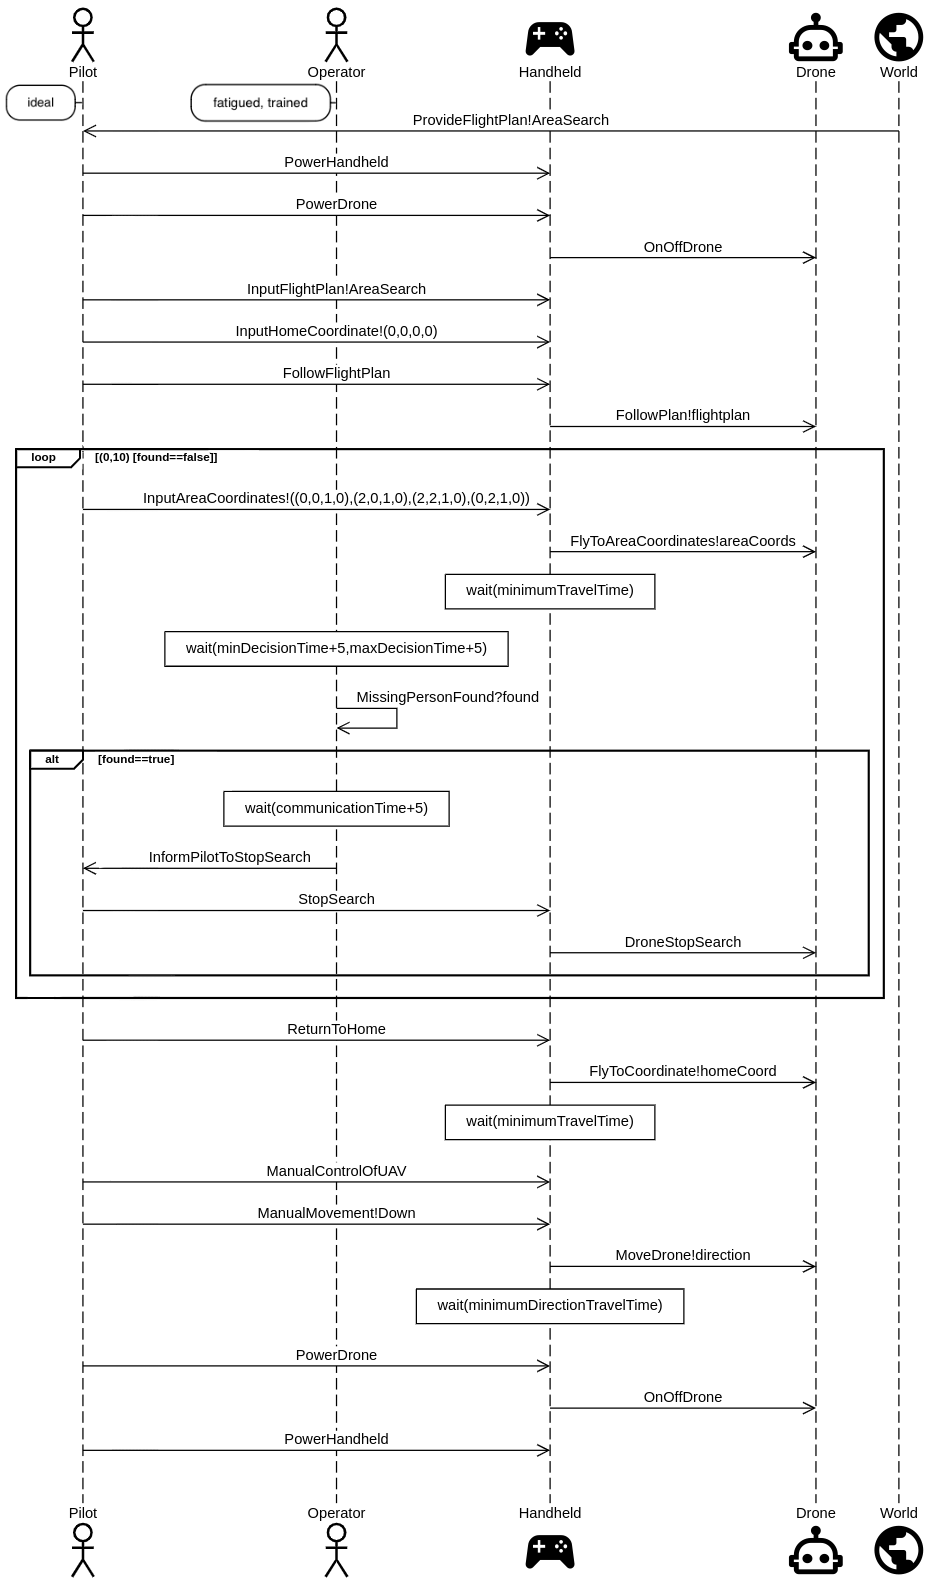 Pilot
Operator
Handheld
Drone
World
ideal
fatigued, trained
ProvideFlightPlan!AreaSearch
PowerHandheld
PowerDrone
OnOffDrone
InputFlightPlan!AreaSearch
InputHomeCoordinate!(0,0,0,0)
FollowFlightPlan
FollowPlan!flightplan
loop
[(0,10) [found==false]]
InputAreaCoordinates!((0,0,1,0),(2,0,1,0),(2,2,1,0),(0,2,1,0))
FlyToAreaCoordinates!areaCoords
wait(minimumTravelTime)
wait(minDecisionTime+5,maxDecisionTime+5)
MissingPersonFound?found
alt
[found==true]
wait(communicationTime+5)
InformPilotToStopSearch
StopSearch
DroneStopSearch
ReturnToHome
FlyToCoordinate!homeCoord
wait(minimumTravelTime)
ManualControlOfUAV
ManualMovement!Down
MoveDrone!direction
wait(minimumDirectionTravelTime)
PowerDrone
OnOffDrone
PowerHandheld
Pilot
Operator
Handheld
Drone
World